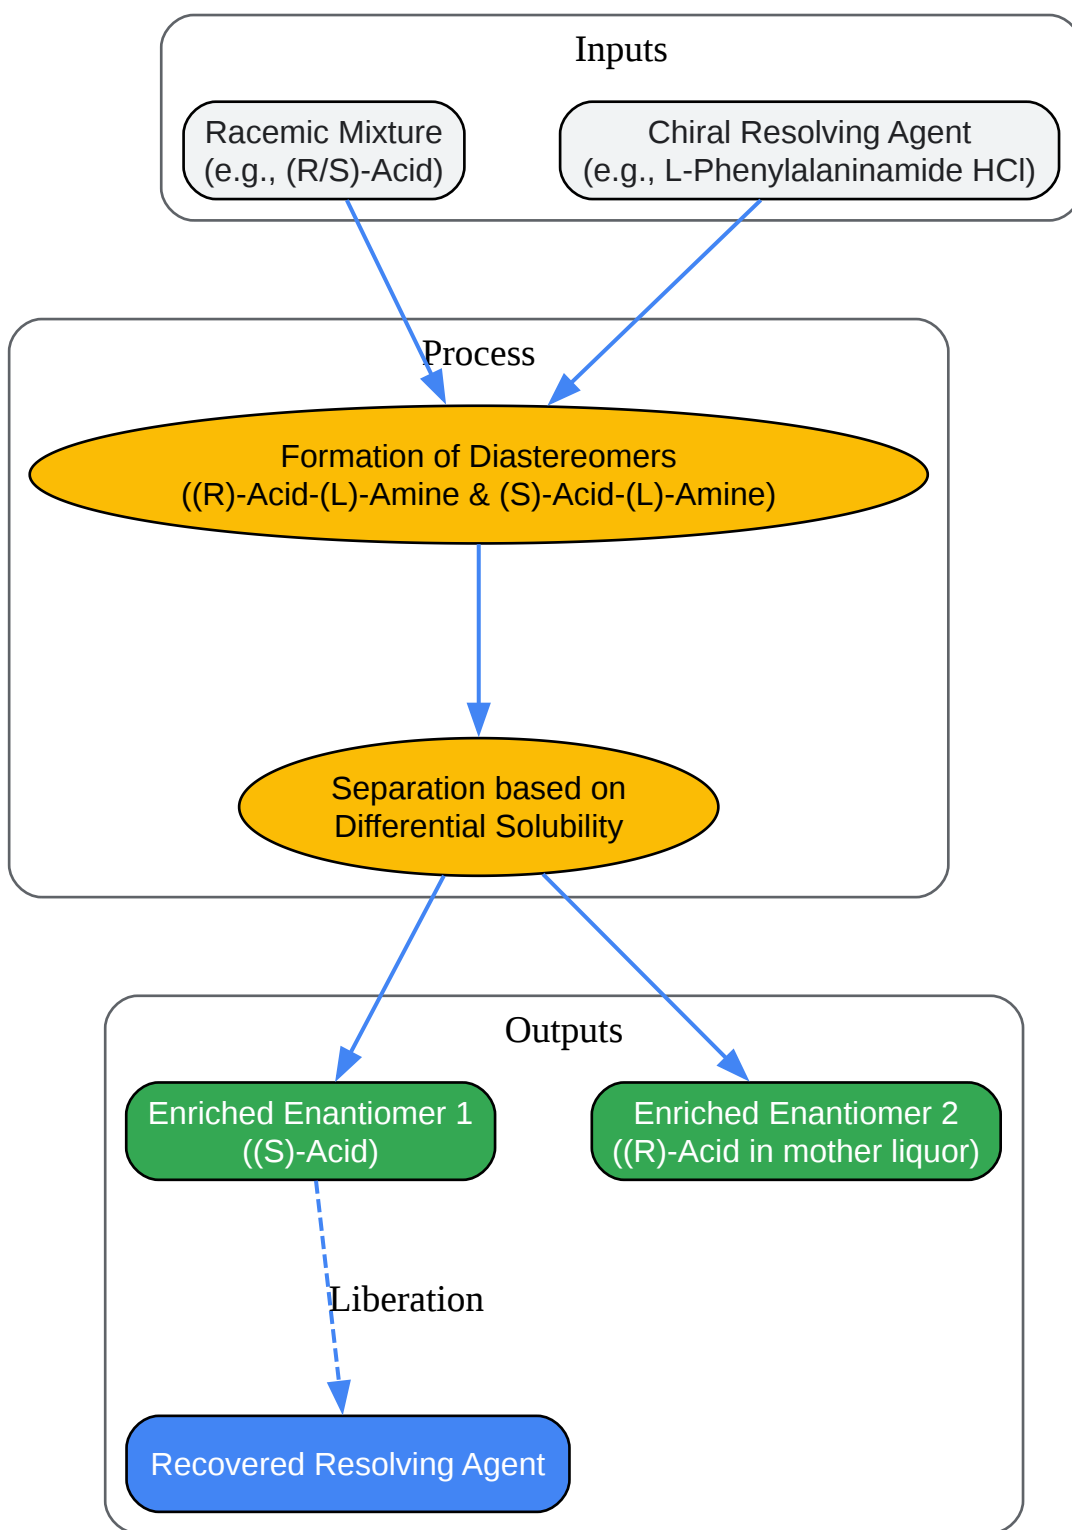 Inputs
Racemic Mixture
(e.g., (R/S)-Acid)
Chiral Resolving Agent
(e.g., L-Phenylalaninamide HCl)
Process
Formation of Diastereomers
((R)-Acid-(L)-Amine & (S)-Acid-(L)-Amine)
Separation based on
Differential Solubility
Outputs
Enriched Enantiomer 1
((S)-Acid)
Enriched Enantiomer 2
((R)-Acid in mother liquor)
Liberation
Recovered Resolving Agent